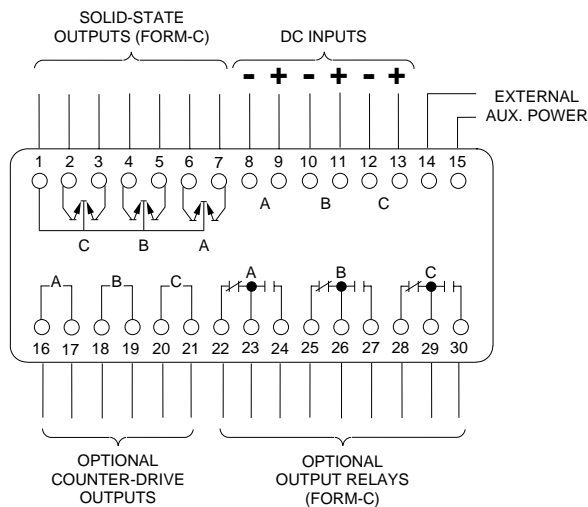 SOLID-STATE
OUTPUTS (FORM-C)
DC INPUTS
- + - + - +
EXTERNAL
AUX. POWER
1 2 3 4 5 6 7 8 9 10 11 12 13 14 15
A B C
C B A
A B C A B C
16 17 18 19 20 21 22 23 24 25 26 27 28 29 30
OPTIONAL
COUNTER-DRIVE
OUTPUTS
OPTIONAL
OUTPUT RELAYS
(FORM-C)